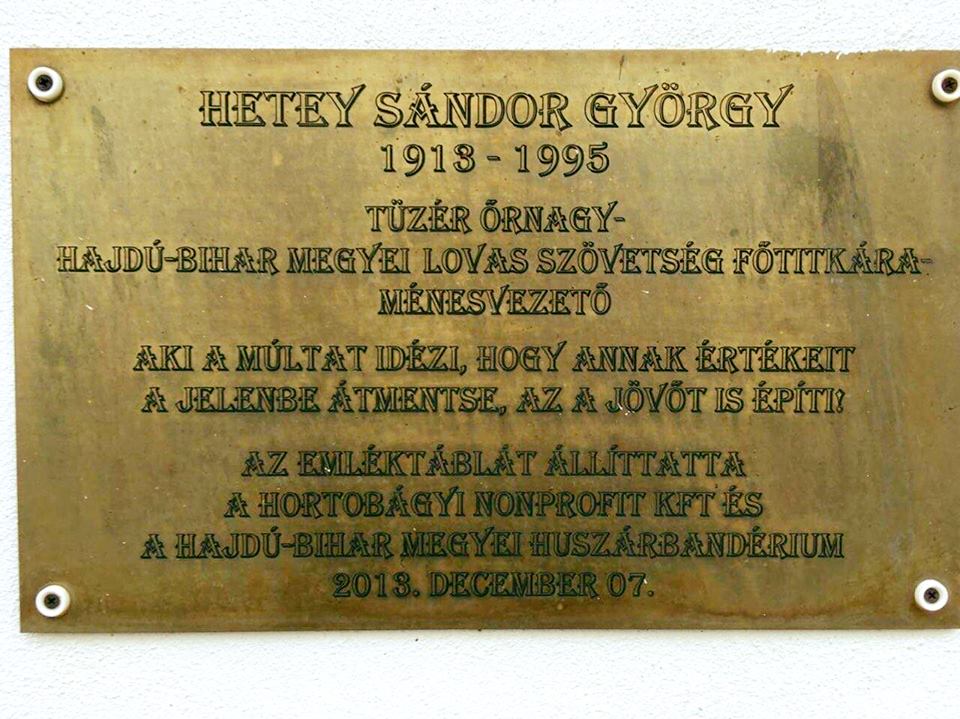 HETEY SÁNDOR GYÖRGY
1913 - 1995
TÜZÉR ŐRNAGY-
HAJDÚ-BIHAR MEGYEI LOVAS SZÖVETSÉG FŐTITKÁRA-
MÉNESVEZETŐ
AKI A MÚLTAT IDÉZI, HOGY ANNAK ÉRTÉKEIT
A JELENBE ÁTMENTSE, AZ A JÖVŐT IS ÉPÍTI!
AZ EMLÉKTÁBLÁT ÁLLÍTTATTA
A HORTOBÁGYI NONPROFIT KFT ÉS
A HAJDÚ-BIHAR MEGYEI HUSZÁRBANDÉRIUM
2013. DECEMBER 07.